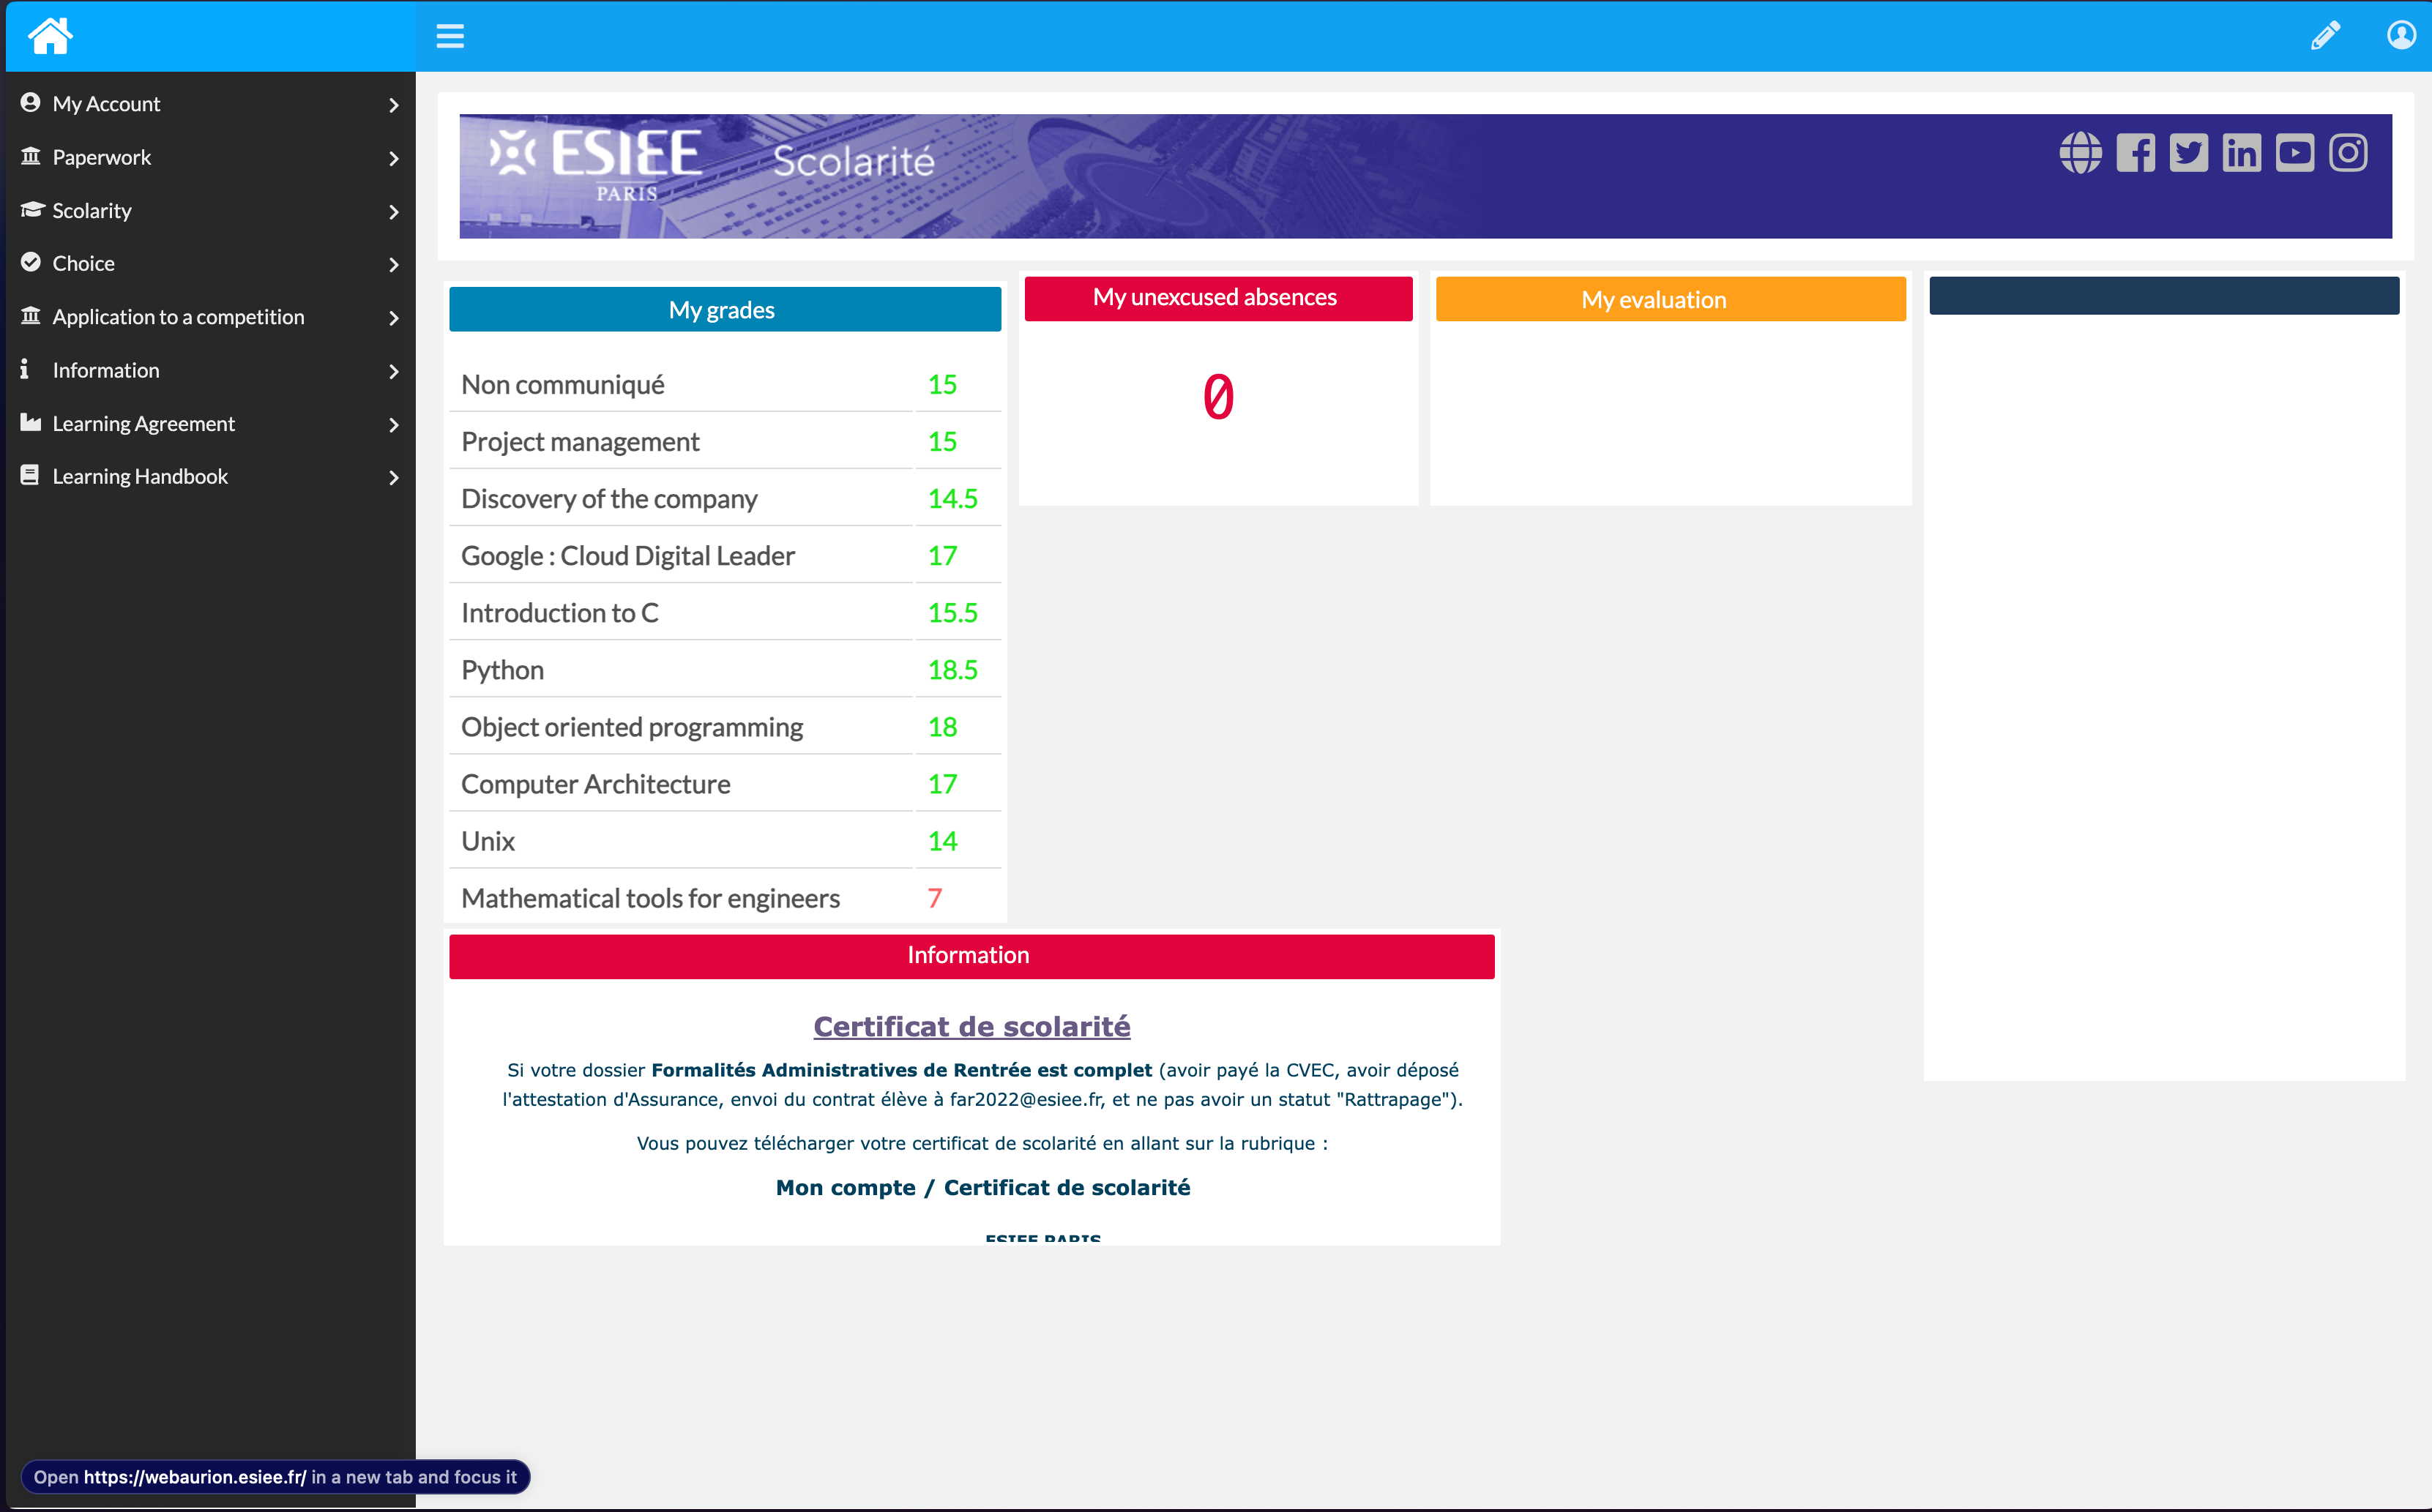 My Account
Paperwork
Scolarity
Choice
Application to a competition
Information
Learning Agreement
Learning Handbook
ESIEE
PARIS
Scolarité
My grades
Non communiqué 15
Project management 15
Discovery of the company 14.5
Google : Cloud Digital Leader 17
Introduction to C 15.5
Python 18.5
Object oriented programming 18
Computer Architecture 17
Unix 14
Mathematical tools for engineers 7
My unexcused absences
0
My evaluation
Information
Certificat de scolarité
Si votre dossier Formalités Administratives de Rentrée est complet (avoir payé la CVEC, avoir déposé
l'attestation d'Assurance, envoi du contrat élève à far2022@esiee.fr, et ne pas avoir un statut "Rattrapage").
Vous pouvez télécharger votre certificat de scolarité en allant sur la rubrique :
Mon compte / Certificat de scolarité
ESIEE PARIS
Open https://webaurion.esiee.fr/ in a new tab and focus it